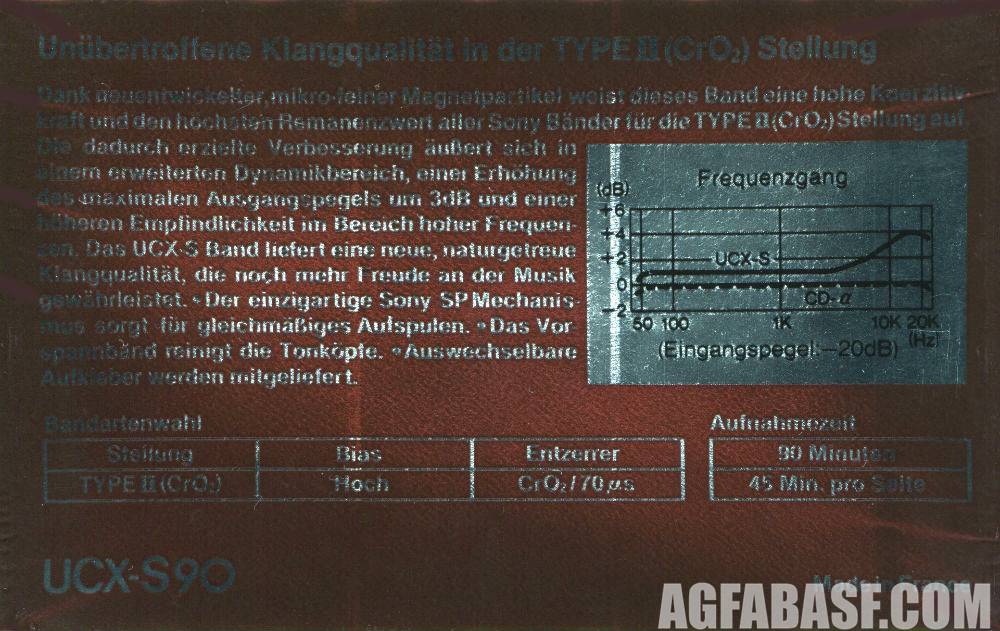 Unübertroffene Klangqualität in der TYPE II (CrO₂) Stellung
Dank neuentwickelter, mikro-feiner Magnetpartikel weist dieses Band eine hohe Koerzitiv-
kraft und den höchsten Remanenzwert aller Sony Bänder für die TYPE II (CrO₂) Stellung auf.
Die dadurch erzielte Verbesserung äußert sich in
einem erweiterten Dynamikbereich, einer Erhöhung
des maximalen Ausgangspegels um 3dB und einer
höheren Empfindlichkeit im Bereich hoher Frequen-
zen. Das UCX-S Band liefert eine neue, naturgetreue
Klangqualität, die noch mehr Freude an der Musik
gewährleistet. •Der einzigartige Sony SP Mechanis-
mus sorgt für gleichmäßiges Aufspulen. •Das Vor-
spannband reinigt die Tonköpfe. •Auswechselbare
Aufkleber werden mitgeliefert.
Frequenzgang
(dB)
+6
+4
+2
0
−2
UCX-S
CD-α
50 100 1K 10K 20K
(Hz)
(Eingangspegel:−20dB)
Bandartenwahl
Stellung Bias Entzerrer
TYPE II (CrO₂) Hoch CrO₂/70μs
Aufnahmezeit
90 Minuten
45 Min. pro Seite
UCX-S90
Made in France
AGFABASF.COM